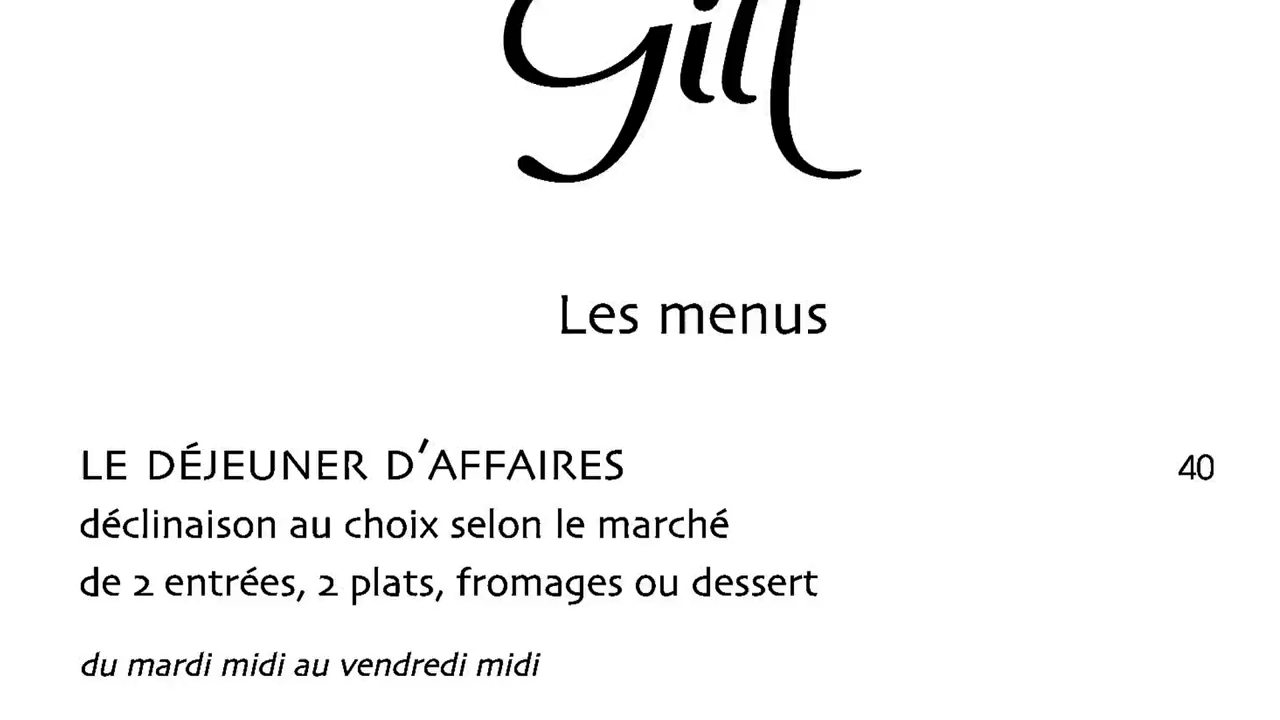 Gill
Les menus
LE DÉJEUNER D'AFFAIRES 40
déclinaison au choix selon le marché
de 2 entrées, 2 plats, fromages ou dessert
du mardi midi au vendredi midi